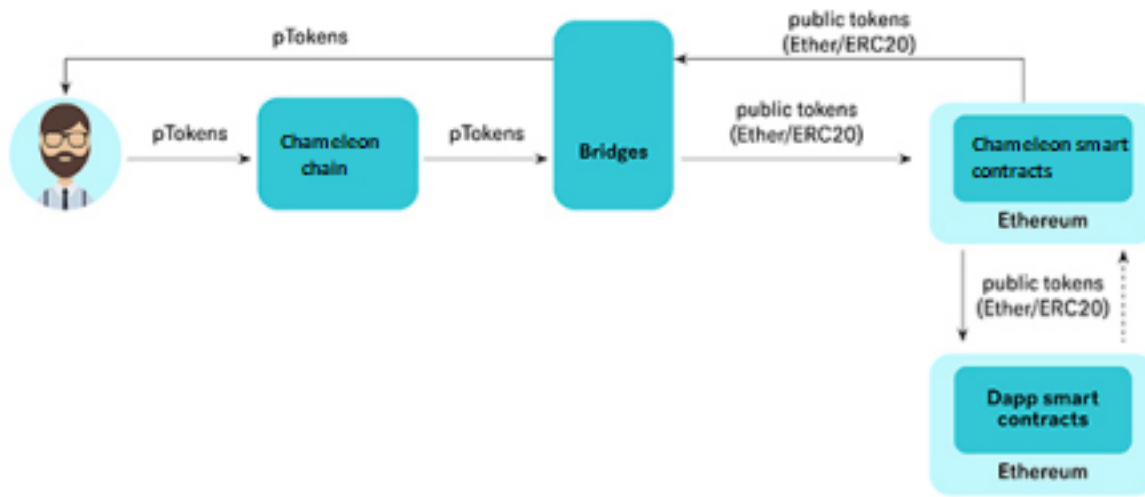 pTokens
public tokens
(Ether/ERC20)
pTokens
Chameleon
chain
pTokens
Bridges
public tokens
(Ether/ERC20)
Chameleon smart
contracts
Ethereum
public tokens
(Ether/ERC20)
Dapp smart
contracts
Ethereum